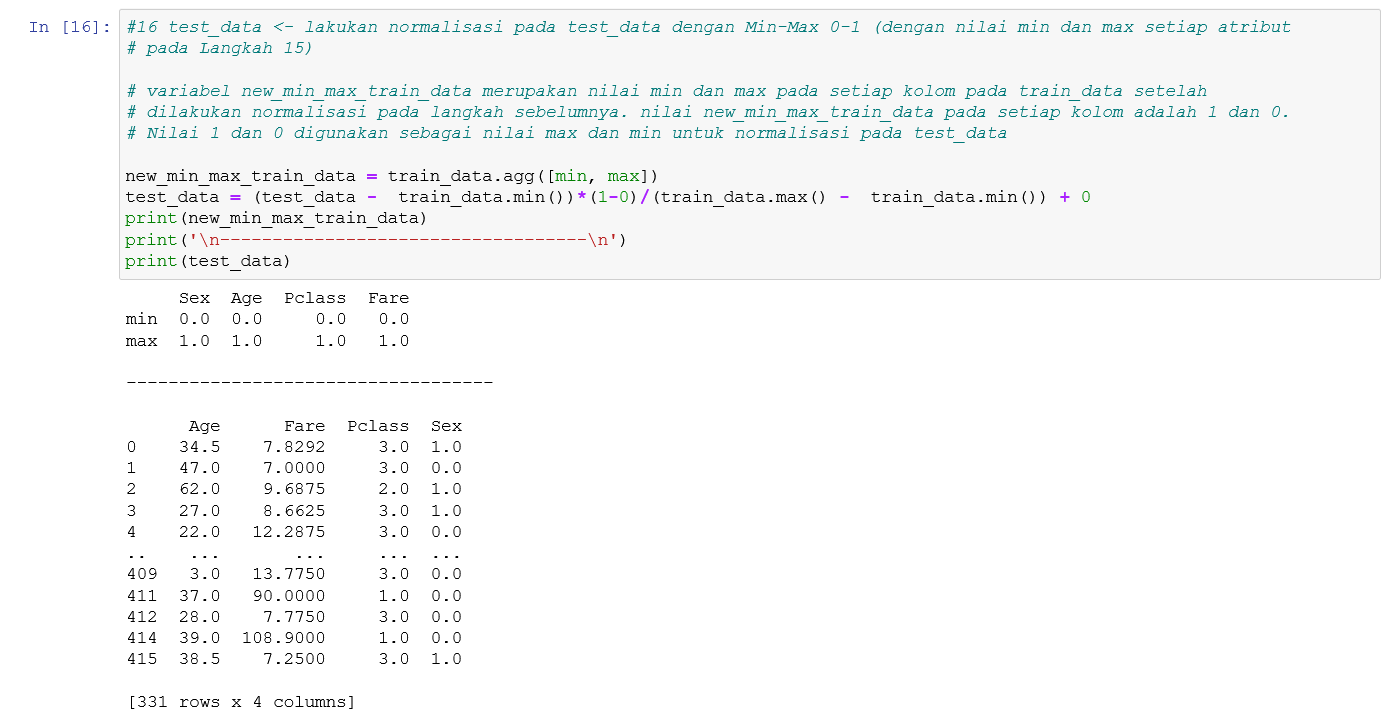 In [16]: #16 test_data <- lakukan normalisasi pada test_data dengan Min-Max 0-1 (dengan nilai min dan max setiap atribut
# pada Langkah 15)
# variabel new_min_max_train_data merupakan nilai min dan max pada setiap kolom pada train_data setelah
# dilakukan normalisasi pada langkah sebelumnya. nilai new_min_max_train_data pada setiap kolom adalah 1 dan 0.
# Nilai 1 dan 0 digunakan sebagai nilai max dan min untuk normalisasi pada test_data
new_min_max_train_data = train_data.agg([min, max])
test_data = (test_data -  train_data.min())*(1-0)/(train_data.max() -  train_data.min()) + 0
print(new_min_max_train_data)
print('\n-----------------------------------\n')
print(test_data)
     Sex  Age  Pclass  Fare
min  0.0  0.0     0.0   0.0
max  1.0  1.0     1.0   1.0
-----------------------------------
      Age      Fare  Pclass  Sex
0    34.5    7.8292     3.0  1.0
1    47.0    7.0000     3.0  0.0
2    62.0    9.6875     2.0  1.0
3    27.0    8.6625     3.0  1.0
4    22.0   12.2875     3.0  0.0
..    ...       ...     ...  ...
409   3.0   13.7750     3.0  0.0
411  37.0   90.0000     1.0  0.0
412  28.0    7.7750     3.0  0.0
414  39.0  108.9000     1.0  0.0
415  38.5    7.2500     3.0  1.0
[331 rows x 4 columns]